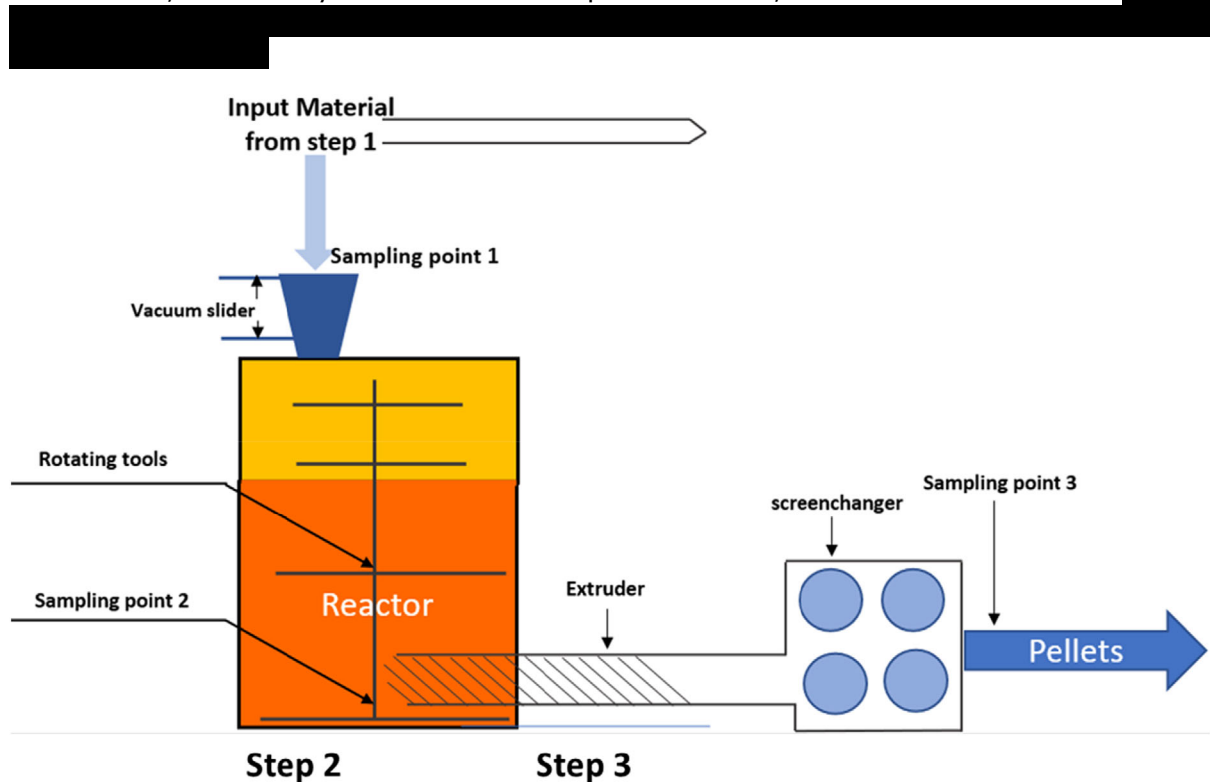 Input Material
from step 1
Sampling point 1
Vacuum slider
Rotating tools
Sampling point 3
screenchanger
Extruder
Sampling point 2
Reactor
Pellets
Step 2
Step 3